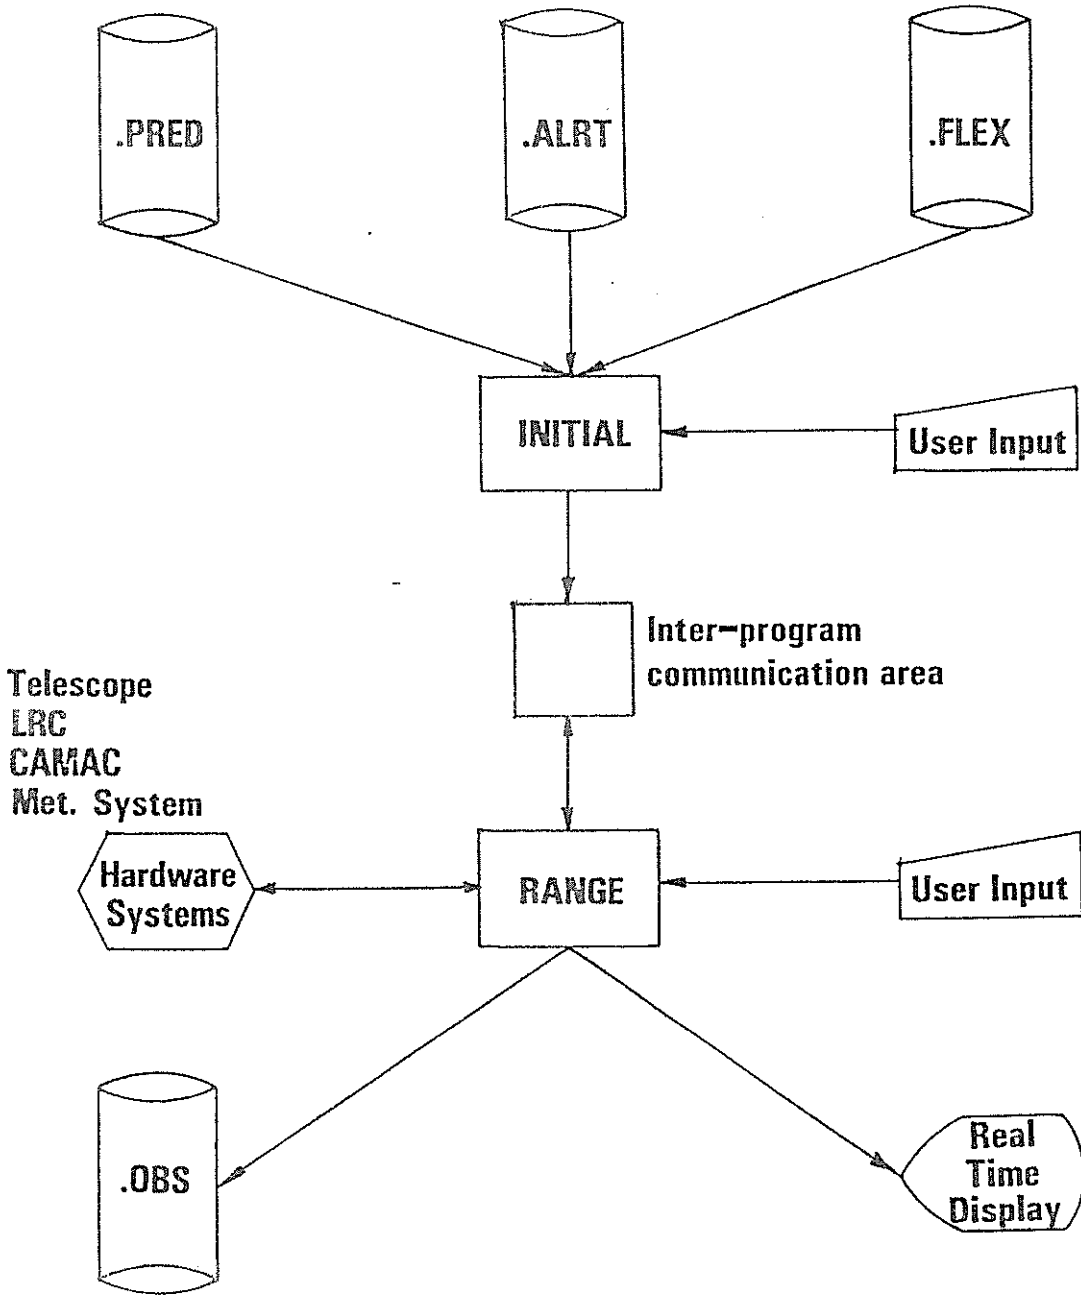 .PRED
.ALRT
.FLEX
INITIAL
User Input
Inter-program
communication area
Telescope
LRC
CAMAC
Met. System
Hardware
Systems
RANGE
User Input
.OBS
Real
Time
Display